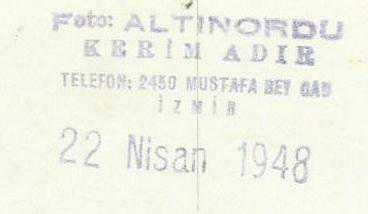 Foto: ALTINORDU
KERİM ADIR
TELEFON: 2450 MUSTAFA BEY CAD
İZMİR
22 Nisan 1948